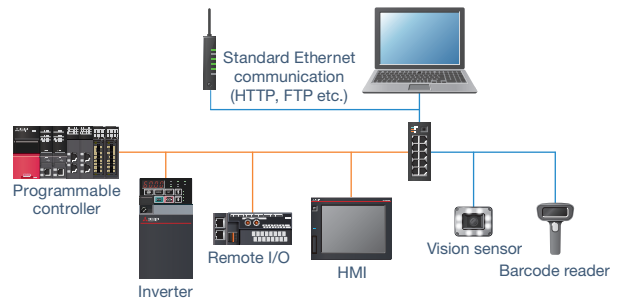 Standard Ethernet
communication
(HTTP, FTP etc.)
Programmable
controller
Inverter
Remote I/O
HMI
Vision sensor
Barcode reader